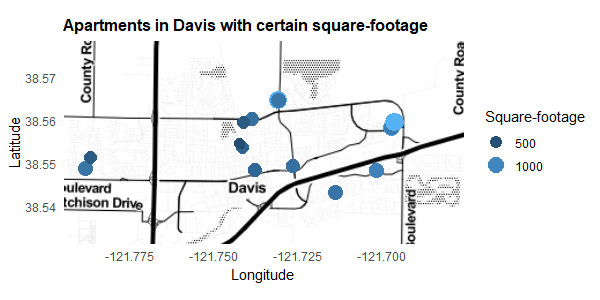 Apartments in Davis with certain square-footage
County Ro
County Roa
38.57
38.56
38.55
38.54
Latitude
Davis
oulevard
tchison Drive
oulevard
-121.775
-121.750
-121.725
-121.700
Longitude
Square-footage
500
1000